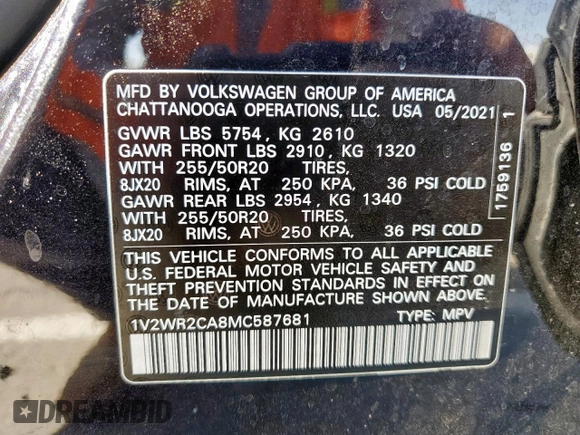 MFD BY VOLKSWAGEN GROUP OF AMERICA
CHATTANOOGA OPERATIONS, LLC. USA 05/2021
GVWR LBS 5754, KG 2610
GAWR FRONT LBS 2910, KG 1320
WITH 255/50R20 TIRES,
8JX20 RIMS, AT 250 KPA, 36 PSI COLD
GAWR REAR LBS 2954, KG 1340
WITH 255/50R20 TIRES,
8JX20 RIMS, AT 250 KPA, 36 PSI COLD
THIS VEHICLE CONFORMS TO ALL APPLICABLE
U.S. FEDERAL MOTOR VEHICLE SAFETY AND
THEFT PREVENTION STANDARDS IN EFFECT ON
THE DATE OF MANUFACTURE SHOWN ABOVE.
1V2WR2CA8MC587681 TYPE: MPV
1759136 1
DREAMBID